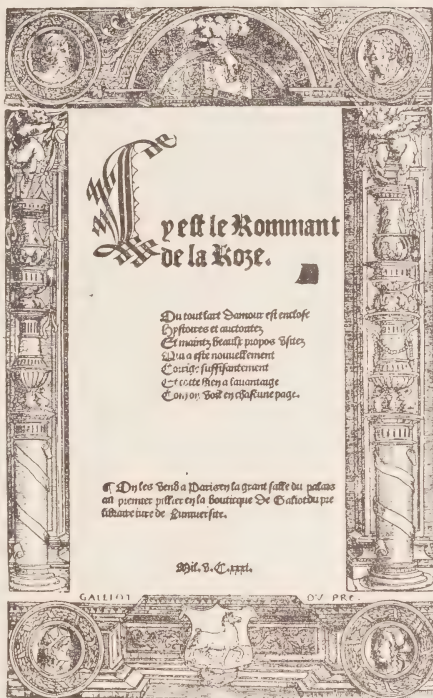 Cy est le Rommant
de la Roze.
Ou tout lart damour est enclose
Hystoires et auctoritez
Et maintz beaulx propos usitez
Qui a este nouuellement
Corrige suffisantement
Et cotte bien a lauantaige
Com on voit en chascune page.
¶ On les vend a Paris en la grant salle du palais
au premier pillier en la boutique de Galiot du pre
libraire iure de Luniuersite.
Mil. v. C. xxxi.
GALLIOT DV PRE.